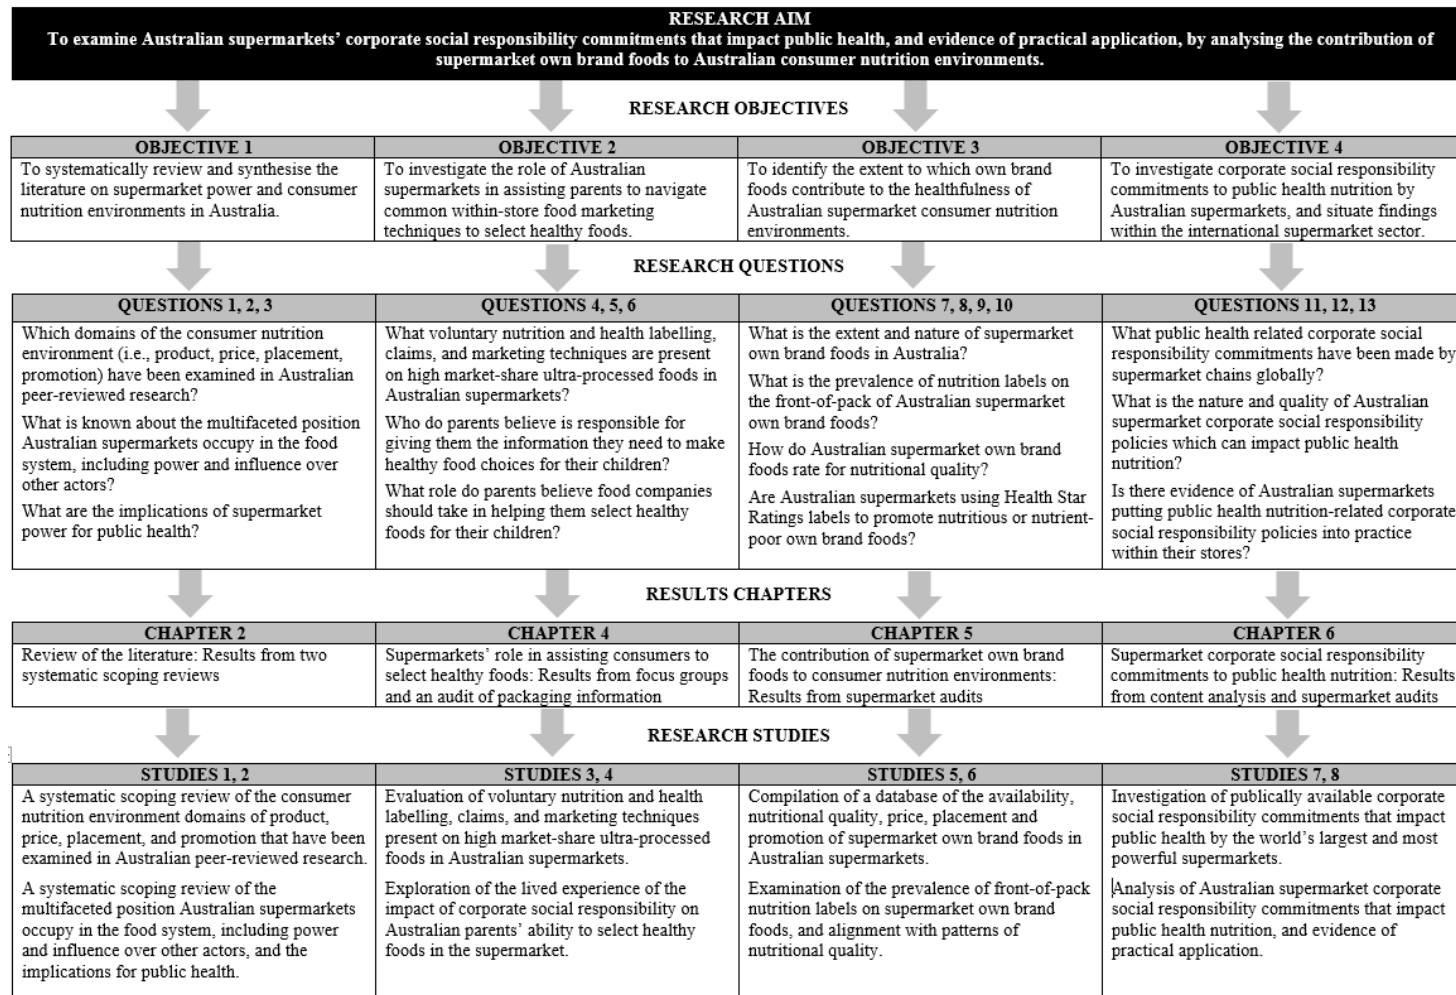 RESEARCH AIM
To examine Australian supermarkets’ corporate social responsibility commitments that impact public health, and evidence of practical application, by analysing the contribution of
supermarket own brand foods to Australian consumer nutrition environments.
RESEARCH OBJECTIVES
OBJECTIVE 1
To systematically review and synthesise the
literature on supermarket power and consumer
nutrition environments in Australia.
OBJECTIVE 2
To investigate the role of Australian
supermarkets in assisting parents to navigate
common within-store food marketing
techniques to select healthy foods.
OBJECTIVE 3
To identify the extent to which own brand
foods contribute to the healthfulness of
Australian supermarket consumer nutrition
environments.
OBJECTIVE 4
To investigate corporate social responsibility
commitments to public health nutrition by
Australian supermarkets, and situate findings
within the international supermarket sector.
RESEARCH QUESTIONS
QUESTIONS 1, 2, 3
Which domains of the consumer nutrition
environment (i.e., product, price, placement,
promotion) have been examined in Australian
peer-reviewed research?
What is known about the multifaceted position
Australian supermarkets occupy in the food
system, including power and influence over
other actors?
What are the implications of supermarket
power for public health?
QUESTIONS 4, 5, 6
What voluntary nutrition and health labelling,
claims, and marketing techniques are present
on high market-share ultra-processed foods in
Australian supermarkets?
Who do parents believe is responsible for
giving them the information they need to make
healthy food choices for their children?
What role do parents believe food companies
should take in helping them select healthy
foods for their children?
QUESTIONS 7, 8, 9, 10
What is the extent and nature of supermarket
own brand foods in Australia?
What is the prevalence of nutrition labels on
the front-of-pack of Australian supermarket
own brand foods?
How do Australian supermarket own brand
foods rate for nutritional quality?
Are Australian supermarkets using Health Star
Ratings labels to promote nutritious or nutrient-
poor own brand foods?
QUESTIONS 11, 12, 13
What public health related corporate social
responsibility commitments have been made by
supermarket chains globally?
What is the nature and quality of Australian
supermarket corporate social responsibility
policies which can impact public health
nutrition?
Is there evidence of Australian supermarkets
putting public health nutrition-related corporate
social responsibility policies into practice
within their stores?
RESULTS CHAPTERS
CHAPTER 2
Review of the literature: Results from two
systematic scoping reviews
CHAPTER 4
Supermarkets’ role in assisting consumers to
select healthy foods: Results from focus groups
and an audit of packaging information
CHAPTER 5
The contribution of supermarket own brand
foods to consumer nutrition environments:
Results from supermarket audits
CHAPTER 6
Supermarket corporate social responsibility
commitments to public health nutrition: Results
from content analysis and supermarket audits
RESEARCH STUDIES
STUDIES 1, 2
A systematic scoping review of the consumer
nutrition environment domains of product,
price, placement, and promotion that have been
examined in Australian peer-reviewed research.
A systematic scoping review of the
multifaceted position Australian supermarkets
occupy in the food system, including power
and influence over other actors, and the
implications for public health.
STUDIES 3, 4
Evaluation of voluntary nutrition and health
labelling, claims, and marketing techniques
present on high market-share ultra-processed
foods in Australian supermarkets.
Exploration of the lived experience of the
impact of corporate social responsibility on
Australian parents’ ability to select healthy
foods in the supermarket.
STUDIES 5, 6
Compilation of a database of the availability,
nutritional quality, price, placement and
promotion of supermarket own brand foods in
Australian supermarkets.
Examination of the prevalence of front-of-pack
nutrition labels on supermarket own brand
foods, and alignment with patterns of
nutritional quality.
STUDIES 7, 8
Investigation of publically available corporate
social responsibility commitments that impact
public health by the world’s largest and most
powerful supermarkets.
Analysis of Australian supermarket corporate
social responsibility commitments that impact
public health nutrition, and evidence of
practical application.